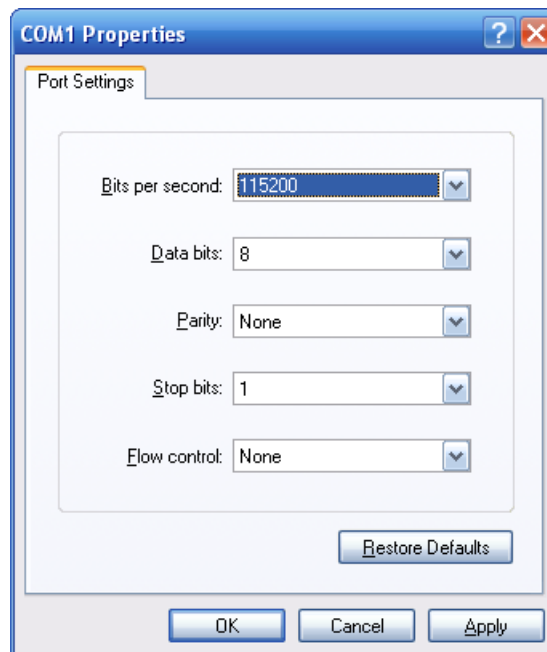 COM1 Properties
Port Settings
Bits per second: 115200
Data bits: 8
Parity: None
Stop bits: 1
Flow control: None
Restore Defaults
OK Cancel Apply